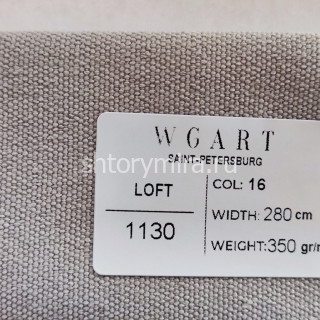 WGART
SAINT-PETERSBURG
LOFT
1130
COL: 16
WIDTH: 280 cm
WEIGHT: 350 gr/
shtorymira.ru